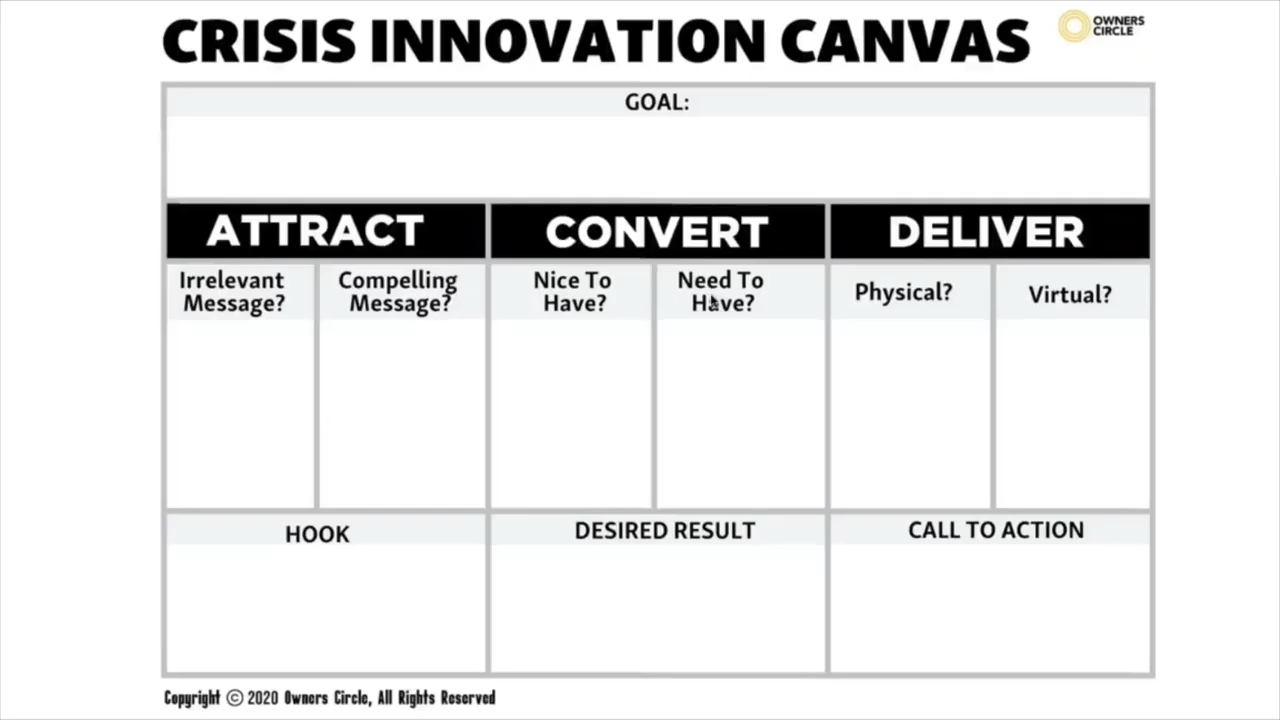 CRISIS INNOVATION CANVAS
OWNERS
CIRCLE
GOAL:
ATTRACT
CONVERT
DELIVER
Irrelevant
Message?
Compelling
Message?
Nice To
Have?
Need To
Have?
Physical?
Virtual?
HOOK
DESIRED RESULT
CALL TO ACTION
Copyright © 2020 Owners Circle, All Rights Reserved